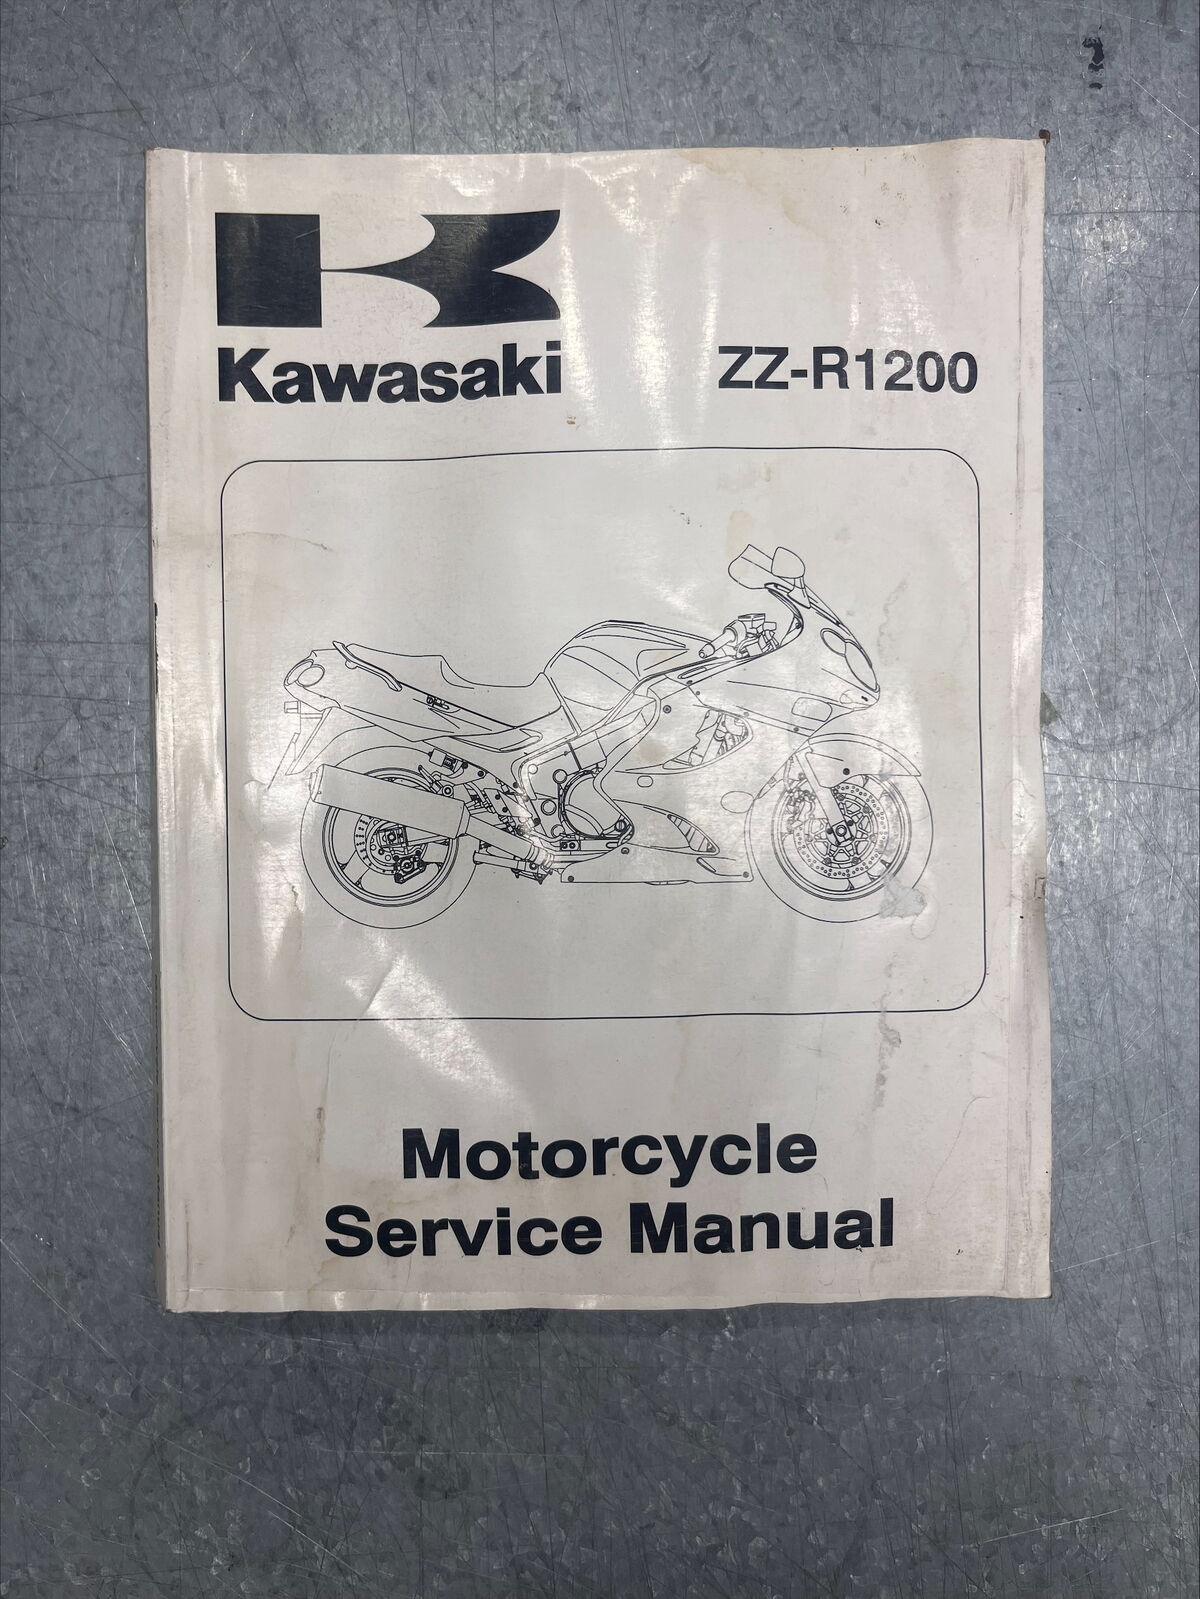 Kawasaki
ZZ-R1200
Motorcycle
Service Manual